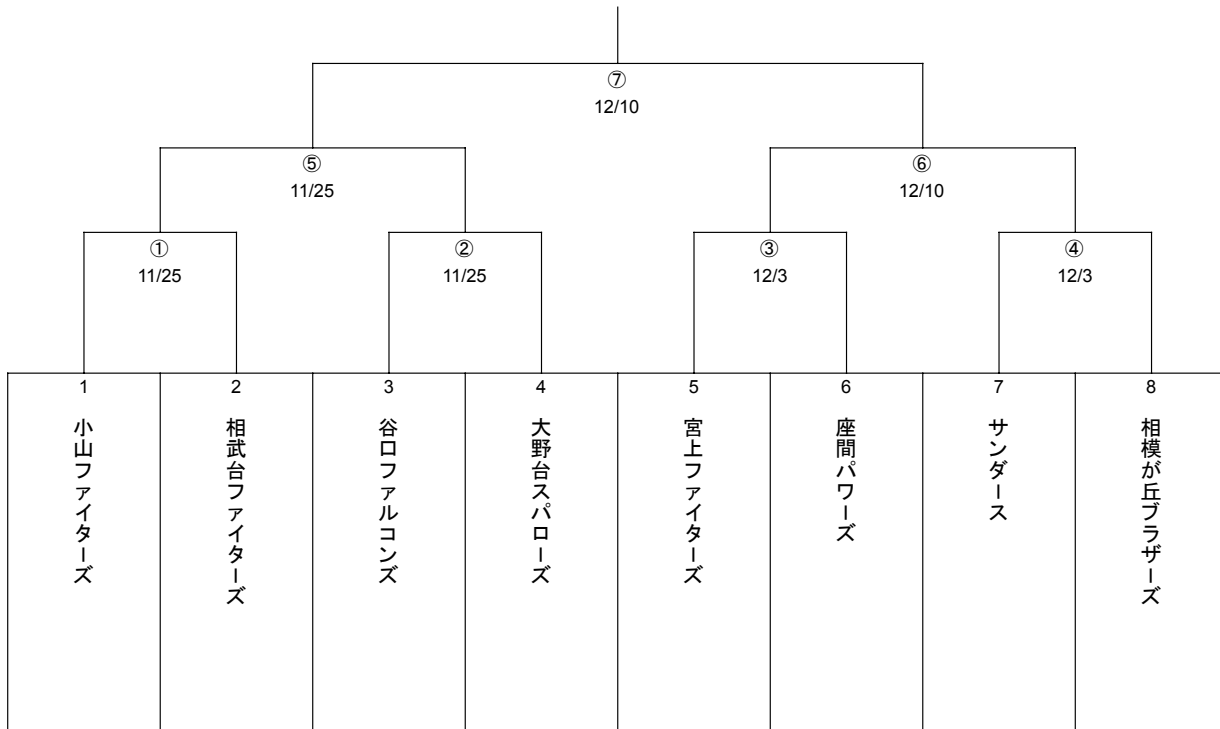 ⑦
12/10
⑤
⑥
11/25
12/10
①
②
③
④
11/25
11/25
12/3
12/3
1
2
3
4
5
6
7
8
小山ファイターズ
相武台ファイターズ
谷口ファルコンズ
大野台スパローズ
宮上ファイターズ
座間パワーズ
サンダース
相模が丘ブラザーズ